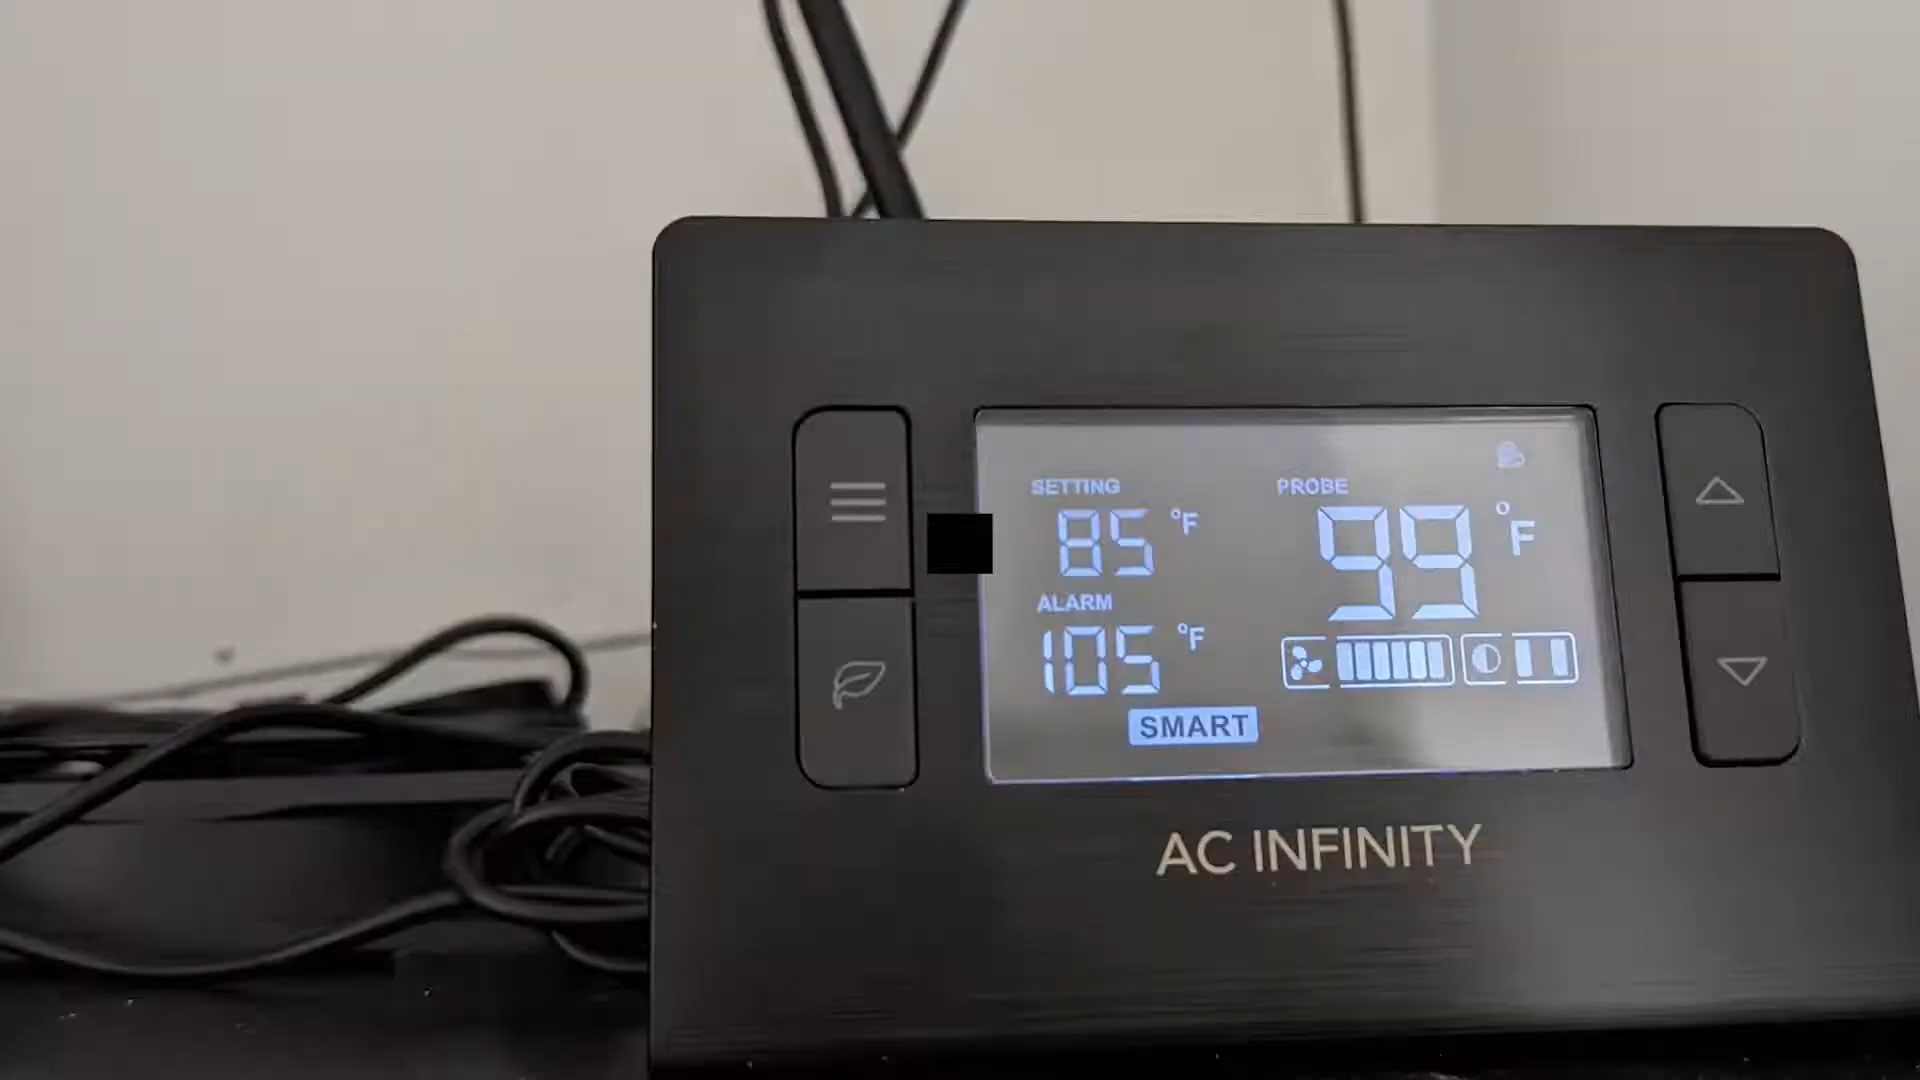 SETTING
85 °F
ALARM
105 °F
SMART
PROBE
99 °F
AC INFINITY